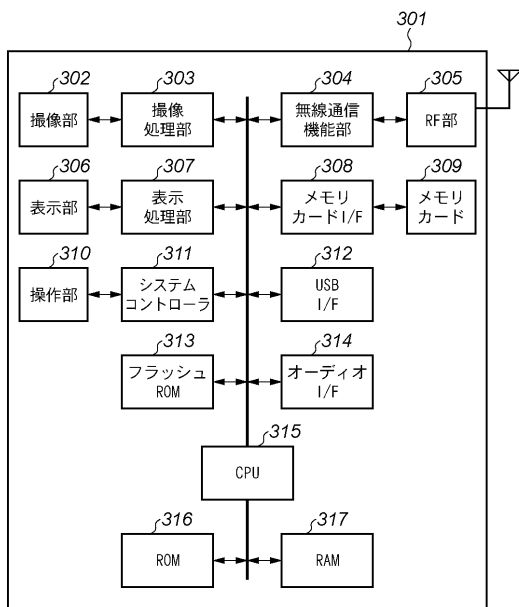 301
302
303
304
305
撮像部
撮像
処理部
無線通信
機能部
RF部
306
307
308
309
表示部
表示
処理部
メモリ
カードI/F
メモリ
カード
310
311
312
操作部
システム
コントローラ
USB
I/F
313
314
フラッシュ
ROM
オーディオ
I/F
315
CPU
316
317
ROM
RAM